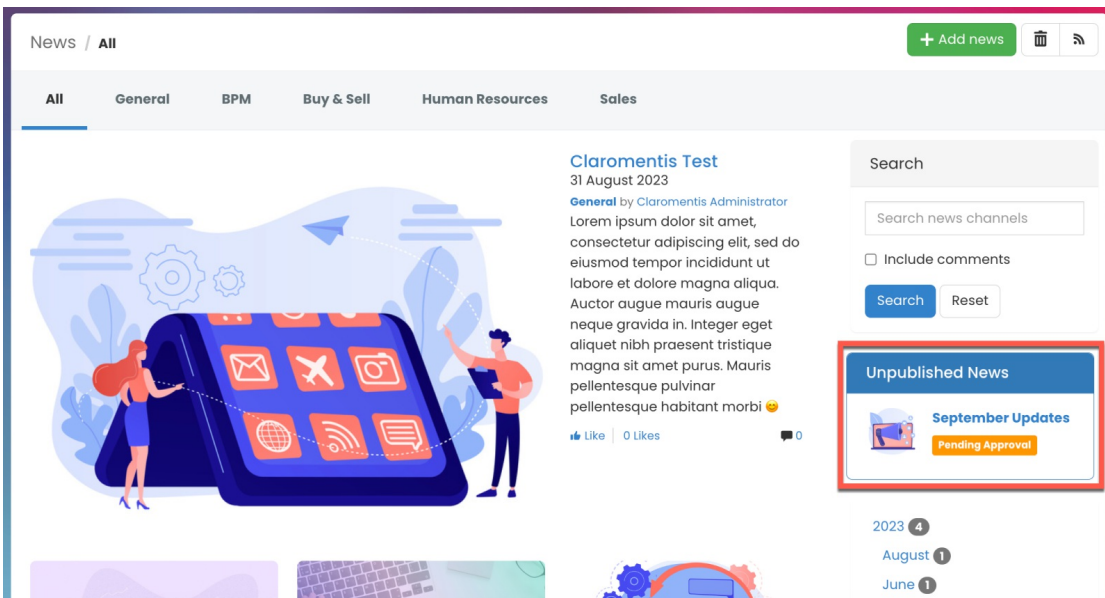 News / All
+ Add news
All General BPM Buy & Sell Human Resources Sales
Claromentis Test
31 August 2023
General by Claromentis Administrator
Lorem ipsum dolor sit amet,
consectetur adipiscing elit, sed do
eiusmod tempor incididunt ut
labore et dolore magna aliqua.
Auctor augue mauris augue
neque gravida in. Integer eget
aliquet nibh praesent tristique
magna sit amet purus. Mauris
pellentesque pulvinar
pellentesque habitant morbi 😊
Like 0 Likes 0
Search
Search news channels
Include comments
Search Reset
Unpublished News
September Updates
Pending Approval
2023 4
August 1
June 1